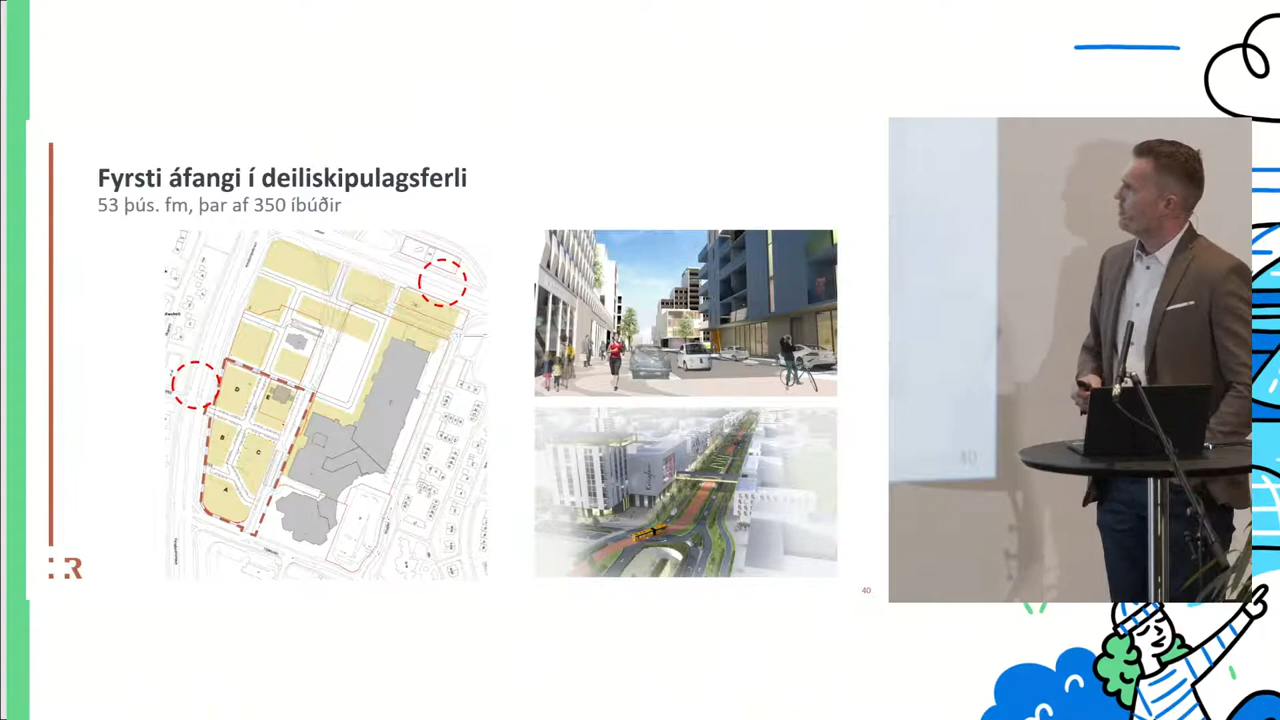 Fyrsti áfangi í deiliskipulagsferli
53 þús. fm, þar af 350 íbúðir
D
E
B
C
A
R
40